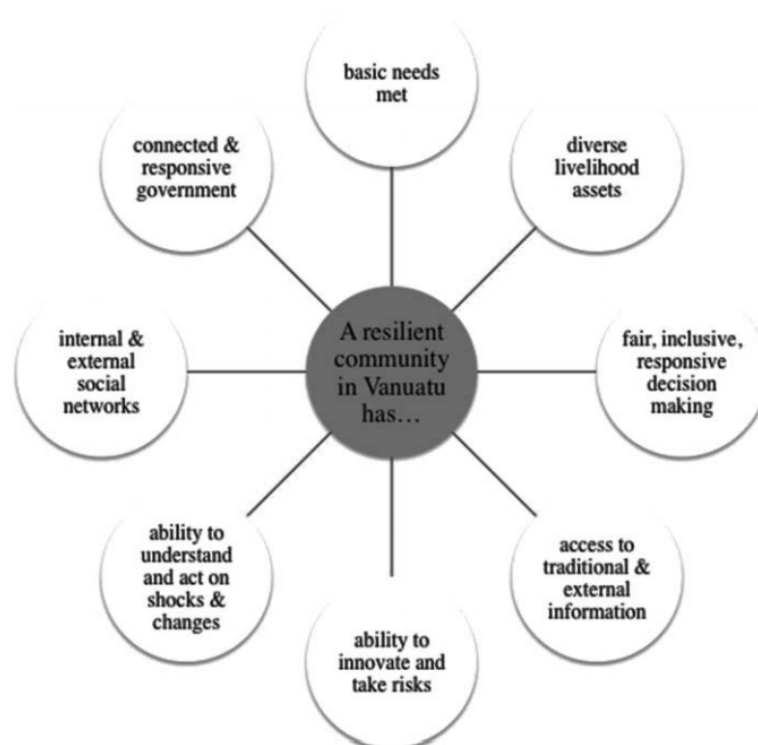 basic needs
met
diverse
livelihood
assets
fair, inclusive,
responsive
decision
making
access to
traditional &
external
information
ability to
innovate and
take risks
ability to
understand
and act on
shocks &
changes
internal &
external
social
networks
connected &
responsive
government
A resilient
community
in Vanuatu
has…